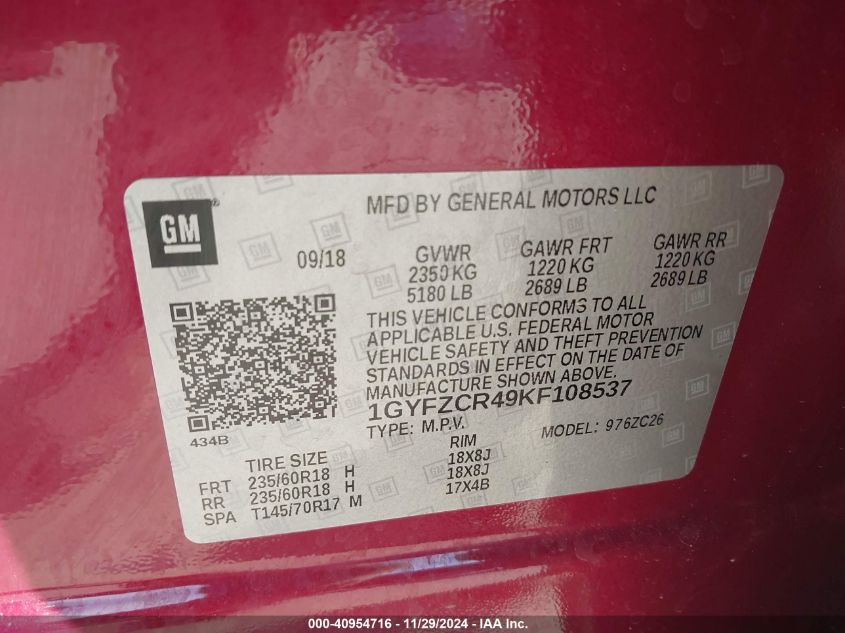 GM ®
MFD BY GENERAL MOTORS LLC
09/18
GVWR GAWR FRT GAWR RR
2350 KG 1220 KG 1220 KG
5180 LB 2689 LB 2689 LB
THIS VEHICLE CONFORMS TO ALL
APPLICABLE U.S. FEDERAL MOTOR
VEHICLE SAFETY AND THEFT PREVENTION
STANDARDS IN EFFECT ON THE DATE OF
MANUFACTURE SHOWN ABOVE.
1GYFZCR49KF108537
434B
TYPE: M.P.V. MODEL: 976ZC26
TIRE SIZE RIM
FRT 235/60R18 H 18X8J
RR 235/60R18 H 18X8J
SPA T145/70R17 M 17X4B
000-40954716 - 11/29/2024 - IAA Inc.